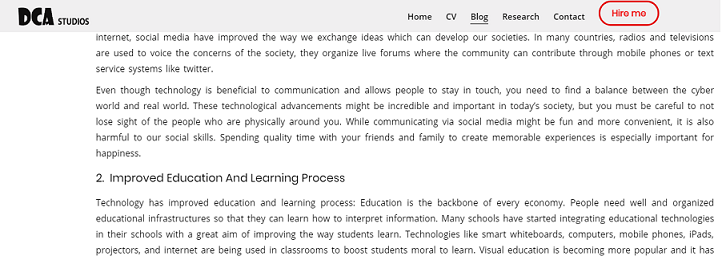 DCA STUDIOS
Home CV Blog Research Contact Hire me
internet, social media have improved the way we exchange ideas which can develop our societies. In many countries, radios and televisions
are used to voice the concerns of the society, they organize live forums where the community can contribute through mobile phones or text
service systems like twitter.
Even though technology is beneficial to communication and allows people to stay in touch, you need to find a balance between the cyber
world and real world. These technological advancements might be incredible and important in today's society, but you must be careful to not
lose sight of the people who are physically around you. While communicating via social media might be fun and more convenient, it is also
harmful to our social skills. Spending quality time with your friends and family to create memorable experiences is especially important for
happiness.
2. Improved Education And Learning Process
Technology has improved education and learning process: Education is the backbone of every economy. People need well and organized
educational infrastructures so that they can learn how to interpret information. Many schools have started integrating educational technologies
in their schools with a great aim of improving the way students learn. Technologies like smart whiteboards, computers, mobile phones, iPads,
projectors, and internet are being used in classrooms to boost students moral to learn. Visual education is becoming more popular and it has